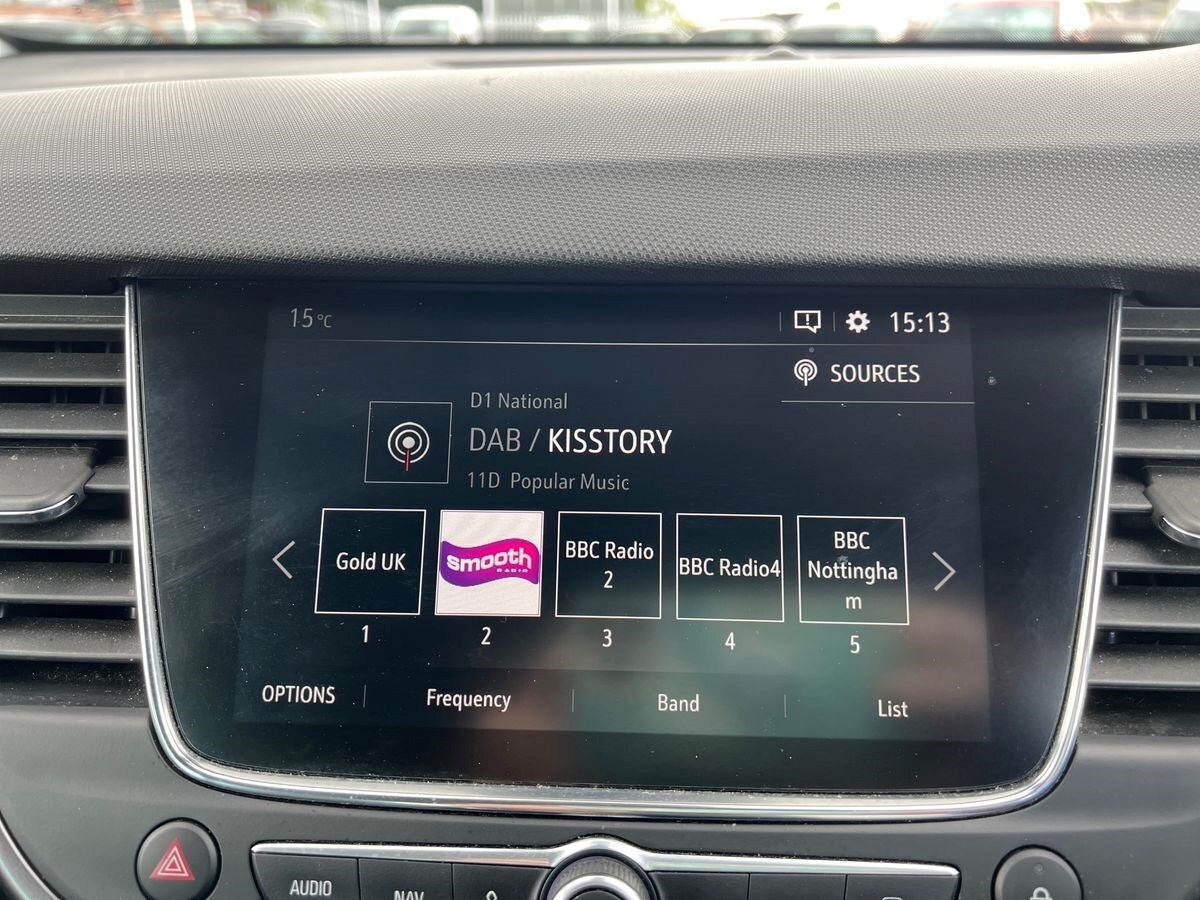 15°C
15:13
SOURCES
D1 National
DAB / KISSTORY
11D Popular Music
Gold UK
smooth
RADIO
BBC Radio
2
BBC Radio4
BBC
Nottingha
m
1
2
3
4
5
OPTIONS
Frequency
Band
List
AUDIO
NAV